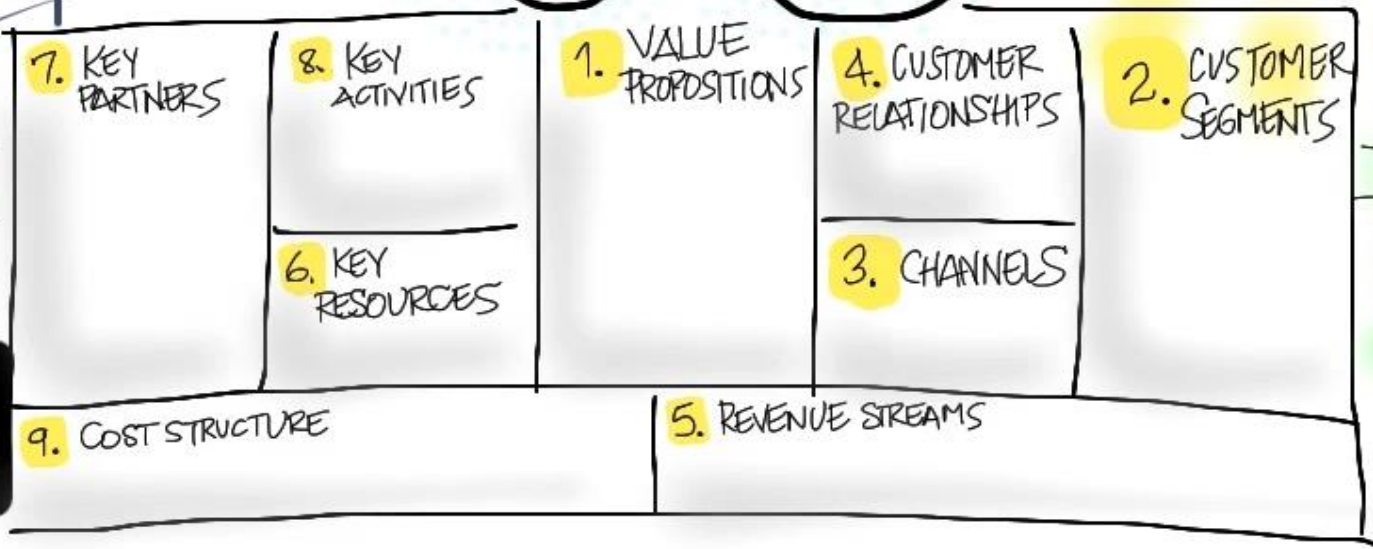 7. KEY
PARTNERS
8. KEY
ACTIVITIES
6. KEY
RESOURCES
1. VALUE
PROPOSITIONS
4. CUSTOMER
RELATIONSHIPS
3. CHANNELS
2. CUSTOMER
SEGMENTS
9. COST STRUCTURE
5. REVENUE STREAMS